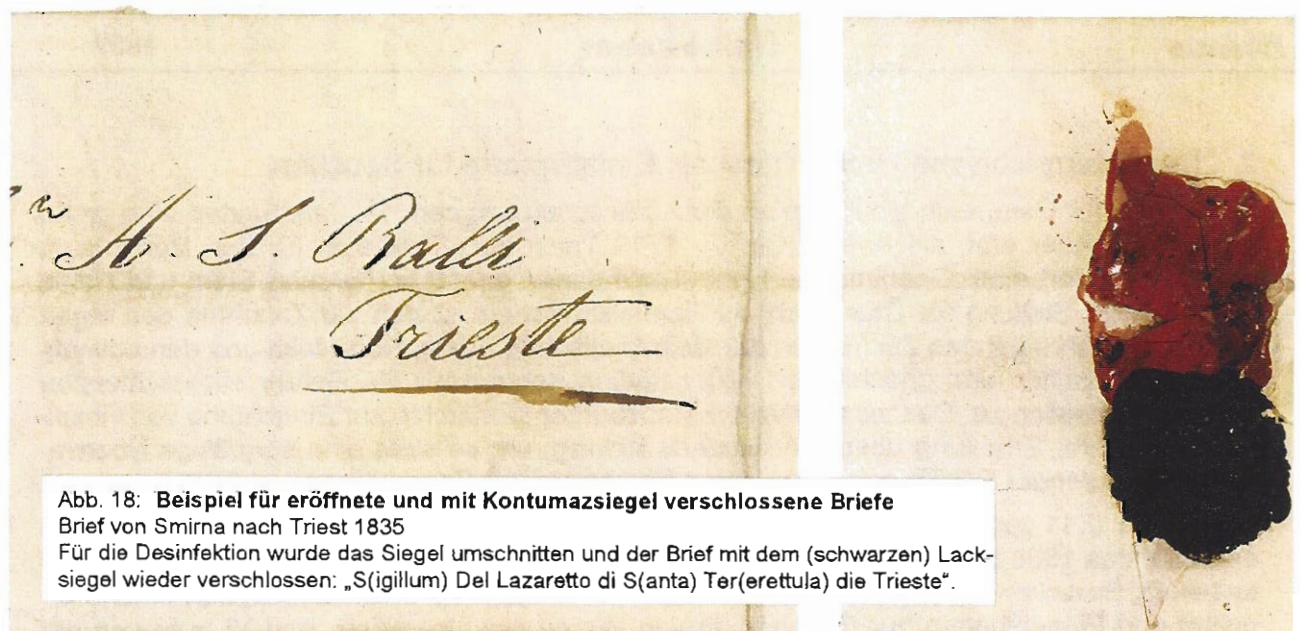 A. S. Ralli
Trieste
Abb. 18: Beispiel für eröffnete und mit Kontumazsiegel verschlossene Briefe
Brief von Smirna nach Triest 1835
Für die Desinfektion wurde das Siegel umschnitten und der Brief mit dem (schwarzen) Lack-
siegel wieder verschlossen: „S(igillum) Del Lazaretto di S(anta) Ter(erettula) die Trieste".